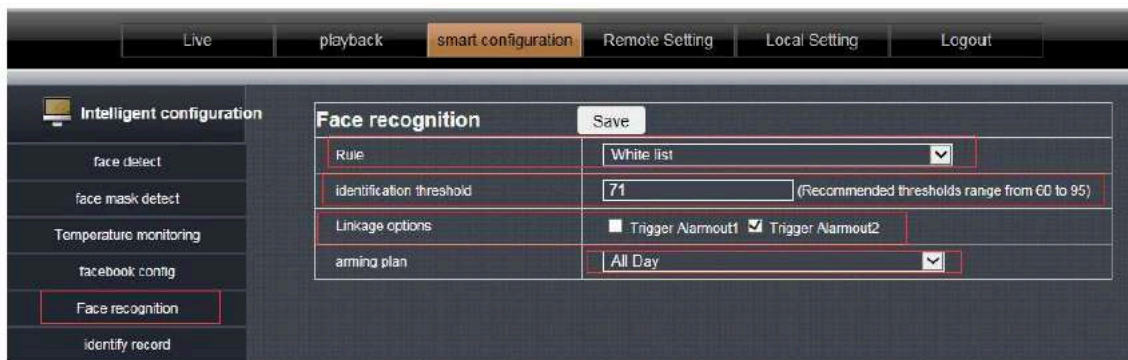 Live playback smart configuration Remote Setting Local Setting Logout
Intelligent configuration
face detect
face mask detect
Temperature monitoring
facebook config
Face recognition
identify record
Face recognition Save
Rule White list
identification threshold 71 (Recommended thresholds range from 60 to 95)
Linkage options Trigger Alarmout1 Trigger Alarmout2
arming plan All Day